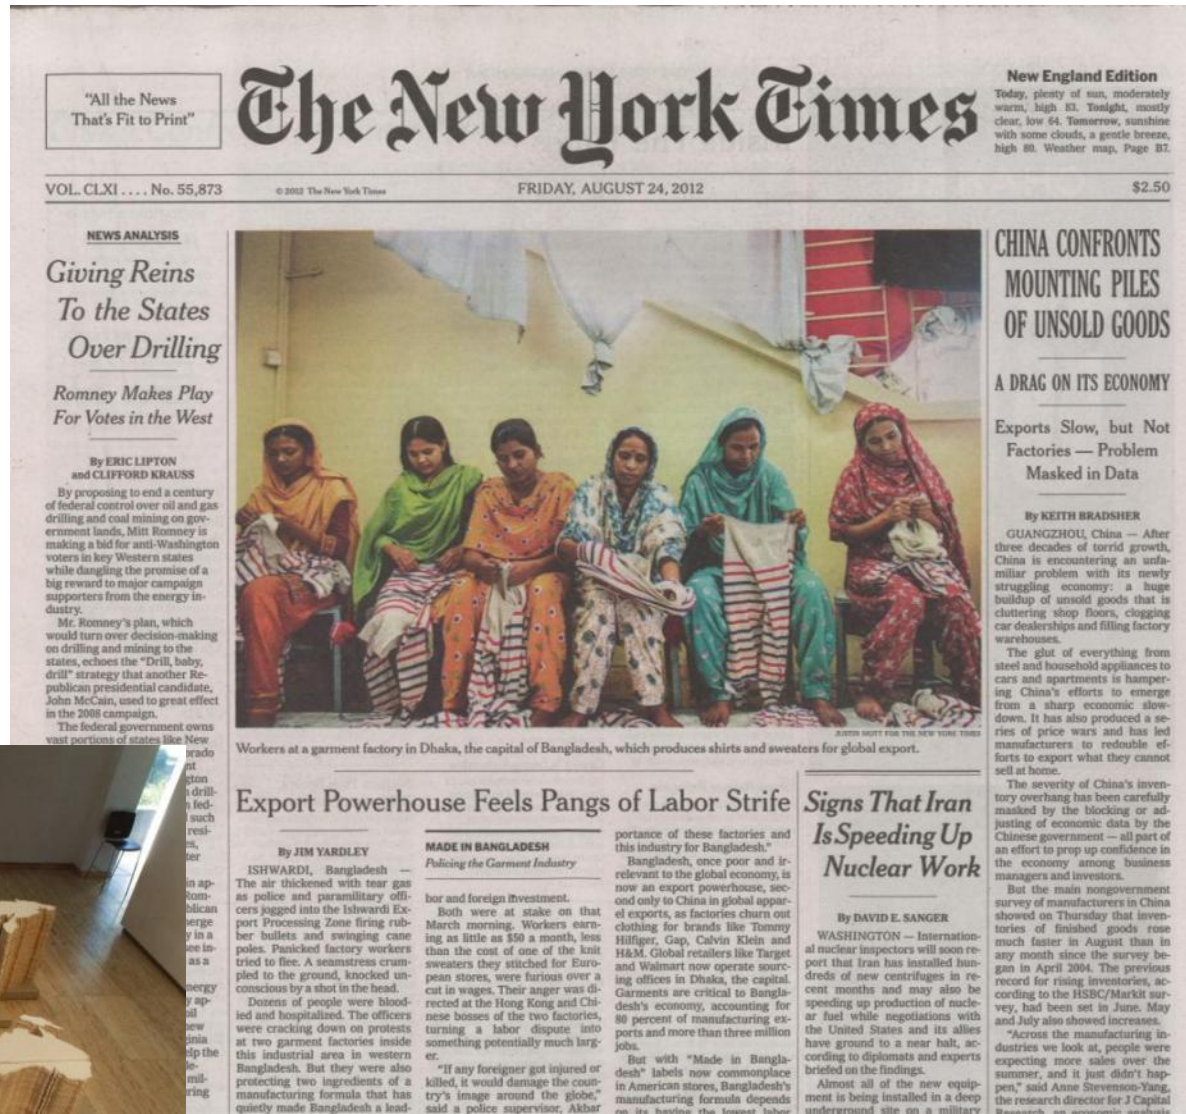 "All the News
That's Fit to Print"
The New York Times
New England Edition
Today, plenty of sun, moderately
warm, high 83. Tonight, mostly
clear, low 64. Tomorrow, sunshine
with some clouds, a gentle breeze,
high 80. Weather map, Page B7.
VOL. CLXI .... No. 55,873
© 2012 The New York Times
FRIDAY, AUGUST 24, 2012
$2.50
NEWS ANALYSIS
Giving Reins
To the States
Over Drilling
Romney Makes Play
For Votes in the West
By ERIC LIPTON
and CLIFFORD KRAUSS
By proposing to end a century
of federal control over oil and gas
drilling and coal mining on gov-
ernment lands, Mitt Romney is
making a bid for anti-Washington
voters in key Western states
while dangling the promise of a
big reward to major campaign
supporters from the energy in-
dustry.
Mr. Romney's plan, which
would turn over decision-making
on drilling and mining to the
states, echoes the "Drill, baby,
drill" strategy that another Re-
publican presidential candidate,
John McCain, used to great effect
in the 2008 campaign.
The federal government owns
vast portions of states like New
JUSTIN MOTT FOR THE NEW YORK TIMES
Workers at a garment factory in Dhaka, the capital of Bangladesh, which produces shirts and sweaters for global export.
Export Powerhouse Feels Pangs of Labor Strife
By JIM YARDLEY
ISHWARDI, Bangladesh —
The air thickened with tear gas
as police and paramilitary offi-
cers jogged into the Ishwardi Ex-
port Processing Zone firing rub-
ber bullets and swinging cane
poles. Panicked factory workers
tried to flee. A seamstress crum-
pled to the ground, knocked un-
conscious by a shot in the head.
Dozens of people were blood-
ied and hospitalized. The officers
were cracking down on protests
at two garment factories inside
this industrial area in western
Bangladesh. But they were also
protecting two ingredients of a
manufacturing formula that has
quietly made Bangladesh a lead-
MADE IN BANGLADESH
Policing the Garment Industry
bor and foreign investment.
Both were at stake on that
March morning. Workers earn-
ing as little as $50 a month, less
than the cost of one of the knit
sweaters they stitched for Euro-
pean stores, were furious over a
cut in wages. Their anger was di-
rected at the Hong Kong and Chi-
nese bosses of the two factories,
turning a labor dispute into
something potentially much larg-
er.
"If any foreigner got injured or
killed, it would damage the coun-
try's image around the globe,"
said a police supervisor, Akbar
portance of these factories and
this industry for Bangladesh."
Bangladesh, once poor and ir-
relevant to the global economy, is
now an export powerhouse, sec-
ond only to China in global appar-
el exports, as factories churn out
clothing for brands like Tommy
Hilfiger, Gap, Calvin Klein and
H&M. Global retailers like Target
and Walmart now operate sourc-
ing offices in Dhaka, the capital.
Garments are critical to Bangla-
desh's economy, accounting for
80 percent of manufacturing ex-
ports and more than three million
jobs.
But with "Made in Bangla-
desh" labels now commonplace
in American stores, Bangladesh's
manufacturing formula depends
on its having the lowest labor
Signs That Iran
Is Speeding Up
Nuclear Work
By DAVID E. SANGER
WASHINGTON — Internation-
al nuclear inspectors will soon re-
port that Iran has installed hun-
dreds of new centrifuges in re-
cent months and may also be
speeding up production of nucle-
ar fuel while negotiations with
the United States and its allies
have ground to a near halt, ac-
cording to diplomats and experts
briefed on the findings.
Almost all of the new equip-
ment is being installed in a deep
underground site on a military
CHINA CONFRONTS
MOUNTING PILES
OF UNSOLD GOODS
A DRAG ON ITS ECONOMY
Exports Slow, but Not
Factories — Problem
Masked in Data
By KEITH BRADSHER
GUANGZHOU, China — After
three decades of torrid growth,
China is encountering an unfa-
miliar problem with its newly
struggling economy: a huge
buildup of unsold goods that is
cluttering shop floors, clogging
car dealerships and filling factory
warehouses.
The glut of everything from
steel and household appliances to
cars and apartments is hamper-
ing China's efforts to emerge
from a sharp economic slow-
down. It has also produced a se-
ries of price wars and has led
manufacturers to redouble ef-
forts to export what they cannot
sell at home.
The severity of China's inven-
tory overhang has been carefully
masked by the blocking or ad-
justing of economic data by the
Chinese government — all part of
an effort to prop up confidence in
the economy among business
managers and investors.
But the main nongovernment
survey of manufacturers in China
showed on Thursday that inven-
tories of finished goods rose
much faster in August than in
any month since the survey be-
gan in April 2004. The previous
record for rising inventories, ac-
cording to the HSBC/Markit sur-
vey, had been set in June. May
and July also showed increases.
"Across the manufacturing in-
dustries we look at, people were
expecting more sales over the
summer, and it just didn't hap-
pen," said Anne Stevenson-Yang,
the research director for J Capital